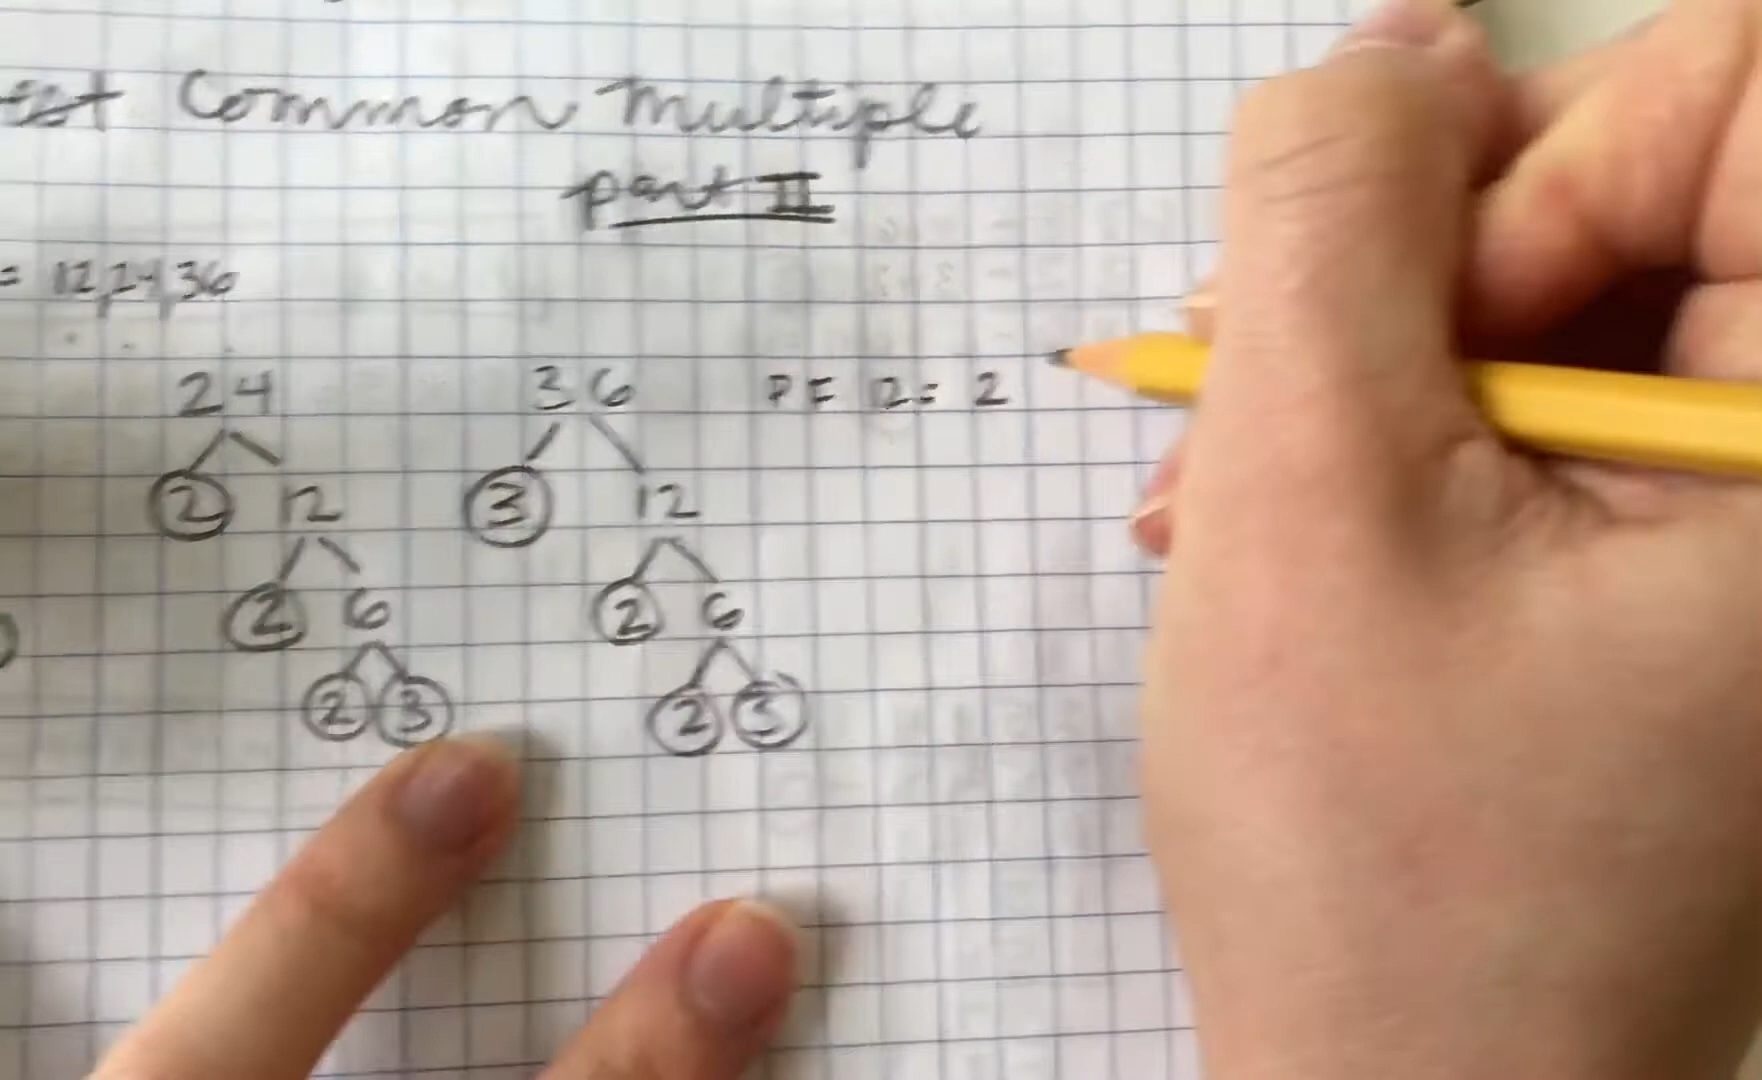 Common Multiple
part II
= 12,24,36
24 36 PF 12 = 2
2 12 3 12
2 6 2 6
2 3 2 3